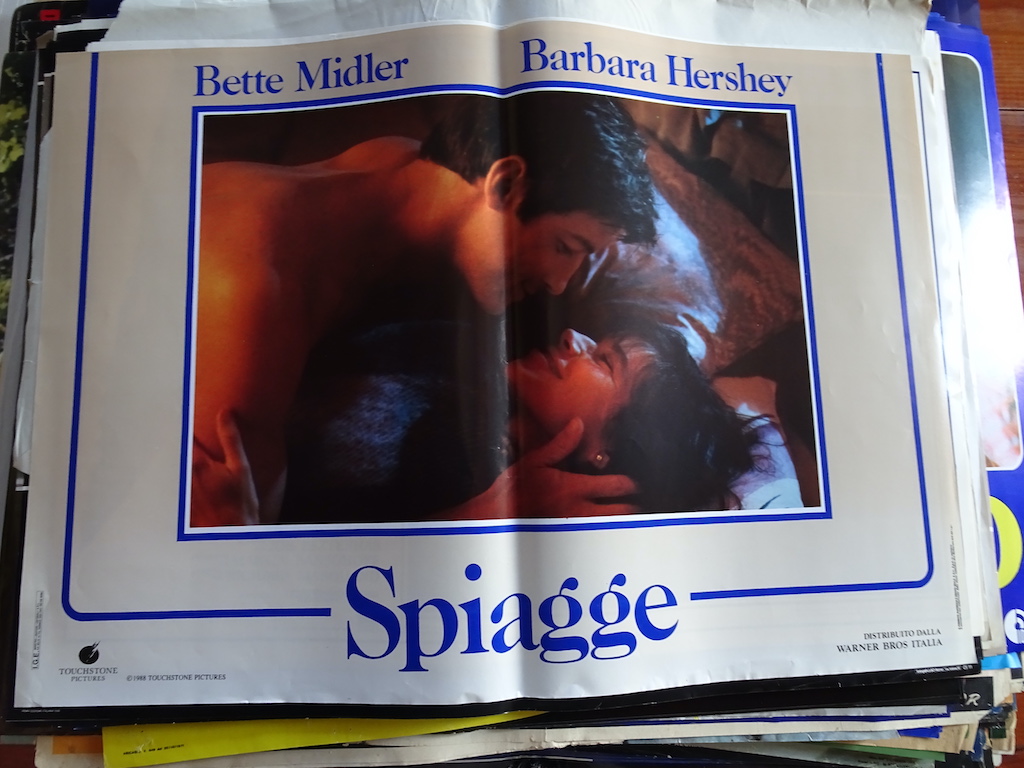 Bette Midler
Barbara Hershey
Spiagge
TOUCHSTONE
PICTURES
©1988 TOUCHSTONE PICTURES
DISTRIBUITO DALLA
WARNER BROS ITALIA
I.G.E.
R